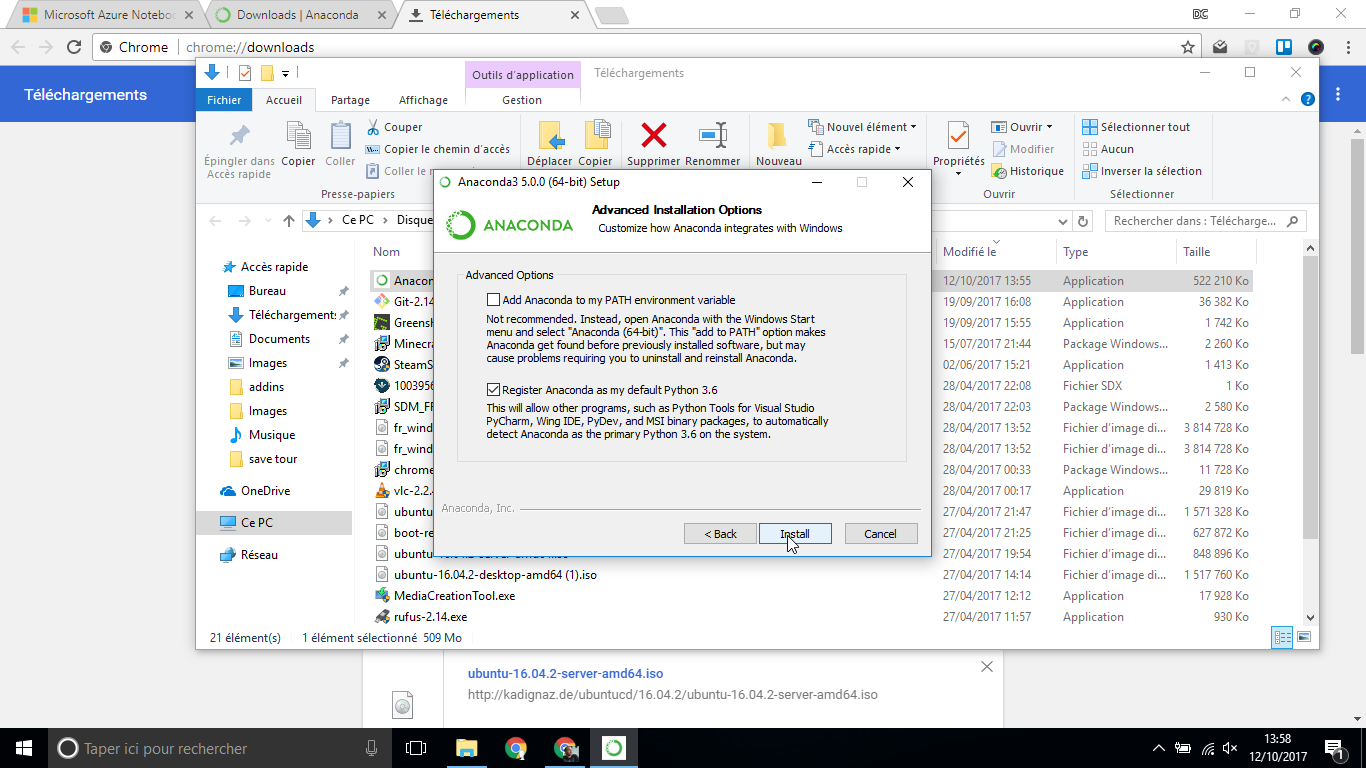 Microsoft Azure Notebo
Downloads | Anaconda
Téléchargements
DC
Chrome
chrome://downloads
Téléchargements
Outils d'application
Téléchargements
Fichier
Accueil
Partage
Affichage
Gestion
Épingler dans
Accès rapide
Copier
Coller
Couper
Copier le chemin d'accès
Coller le r
Presse-papiers
Déplacer
Copier
Supprimer
Renommer
Nouveau
Nouvel élément
Accès rapide
Propriétés
Ouvrir
Modifier
Historique
Ouvrir
Sélectionner tout
Aucun
Inverser la sélection
Sélectionner
Ce PC
Disque
Rechercher dans : Télécharge...
Accès rapide
Bureau
Téléchargements
Documents
Images
addins
Images
Musique
save tour
OneDrive
Ce PC
Réseau
Nom
Modifié le
Type
Taille
Anacon
12/10/2017 13:55
Application
522 210 Ko
Git-2.14
19/09/2017 16:08
Application
36 382 Ko
Greensh
19/09/2017 15:55
Application
1 742 Ko
Minecra
15/07/2017 21:44
Package Windows...
2 260 Ko
SteamS
02/06/2017 15:21
Application
1 413 Ko
1003956
28/04/2017 22:08
Fichier SDX
1 Ko
SDM_FR
28/04/2017 22:03
Package Windows...
2 580 Ko
fr_wind
28/04/2017 13:52
Fichier d'image di...
3 814 728 Ko
fr_wind
28/04/2017 13:52
Fichier d'image di...
3 814 728 Ko
chrome
28/04/2017 00:33
Package Windows...
11 728 Ko
vlc-2.2.
28/04/2017 00:17
Application
29 819 Ko
ubuntu
27/04/2017 21:47
Fichier d'image di...
1 571 328 Ko
boot-re
27/04/2017 21:25
Fichier d'image di...
627 872 Ko
ubuntu-16.04.2-server-amd64.iso
27/04/2017 19:54
Fichier d'image di...
848 896 Ko
ubuntu-16.04.2-desktop-amd64 (1).iso
27/04/2017 14:14
Fichier d'image di...
1 517 760 Ko
MediaCreationTool.exe
27/04/2017 12:12
Application
17 928 Ko
rufus-2.14.exe
27/04/2017 11:57
Application
930 Ko
21 élément(s)
1 élément sélectionné 509 Mo
Anaconda3 5.0.0 (64-bit) Setup
ANACONDA
Advanced Installation Options
Customize how Anaconda integrates with Windows
Advanced Options
Add Anaconda to my PATH environment variable
Not recommended. Instead, open Anaconda with the Windows Start
menu and select "Anaconda (64-bit)". This "add to PATH" option makes
Anaconda get found before previously installed software, but may
cause problems requiring you to uninstall and reinstall Anaconda.
Register Anaconda as my default Python 3.6
This will allow other programs, such as Python Tools for Visual Studio
PyCharm, Wing IDE, PyDev, and MSI binary packages, to automatically
detect Anaconda as the primary Python 3.6 on the system.
Anaconda, Inc.
< Back
Install
Cancel
ubuntu-16.04.2-server-amd64.iso
http://kadignaz.de/ubuntucd/16.04.2/ubuntu-16.04.2-server-amd64.iso
Taper ici pour rechercher
13:58
12/10/2017
1